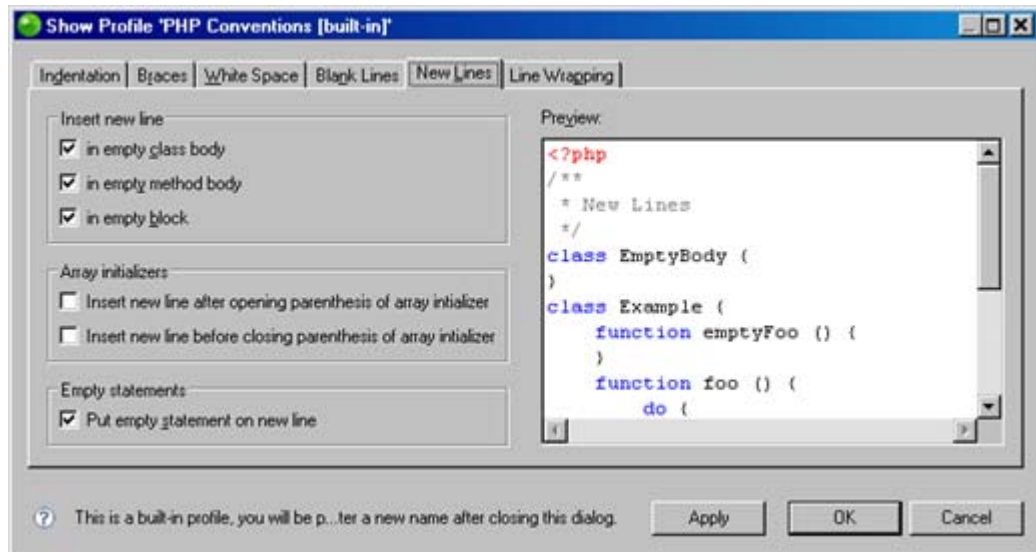 Show Profile 'PHP Conventions [built-in]'
Indentation Braces White Space Blank Lines New Lines Line Wrapping
Insert new line
in empty class body
in empty method body
in empty block
Array initializers
Insert new line after opening parenthesis of array intializer
Insert new line before closing parenthesis of array intializer
Empty statements
Put empty statement on new line
Preview:
<?php
/**
 * New Lines
 */
class EmptyBody {
}
class Example {
    function emptyFoo () {
    }
    function foo () {
        do {
This is a built-in profile, you will be p...ter a new name after closing this dialog.
Apply OK Cancel